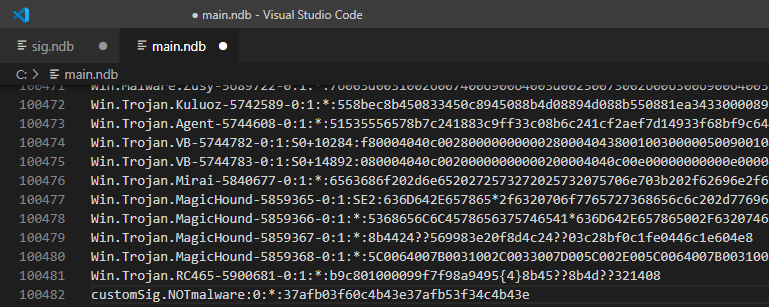 ● main.ndb - Visual Studio Code
sig.ndb ●
main.ndb ●
C: > main.ndb
100472 Win.Trojan.Kuluoz-5742589-0:1:*:558bec8b450833450c8945088b4d08894d088b550881ea3433000089
100473 Win.Trojan.Agent-5744608-0:1:*:51535556578b7c241883c9ff33c08b6c241cf2aef7d14933f68bf9c64
100474 Win.Trojan.VB-5744782-0:1:S0+10284:
100475 Win.Trojan.VB-5744783-0:1:S0+14892:
100476 Win.Trojan.Mirai-5840677-0:1:*:
100477 Win.Trojan.MagicHound-5859365-0:1:SE2:636D642E657865*2f6320706f7765727368656c6c202d77696
100478 Win.Trojan.MagicHound-5859366-0:1:*:5368656C6C4578656375746541*636D642E657865002F6320746
100479 Win.Trojan.MagicHound-5859367-0:1:*:8b4424??569983e20f8d4c24??03c28bf0c1fe0446c1e604e8
100480 Win.Trojan.MagicHound-5859368-0:1:*:5C0064007B0031002C0033007D005C002E005C0064007B003100
100481 Win.Trojan.RC465-5900681-0:1:*:b9c801000099f7f98a9495{4}8b45??8b4d??321408
100482 customSig.NOTmalware:0:*:37afb03f60c4b43e37afb53f34c4b43e